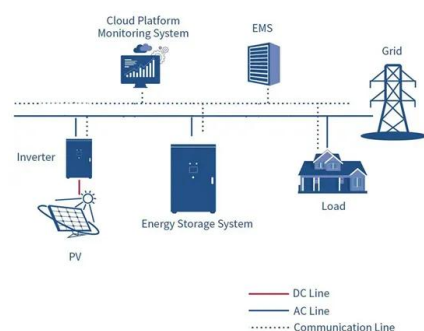 Cloud Platform
Monitoring System
EMS
Grid
Inverter
Energy Storage System
Load
PV
DC Line
AC Line
Communication Line